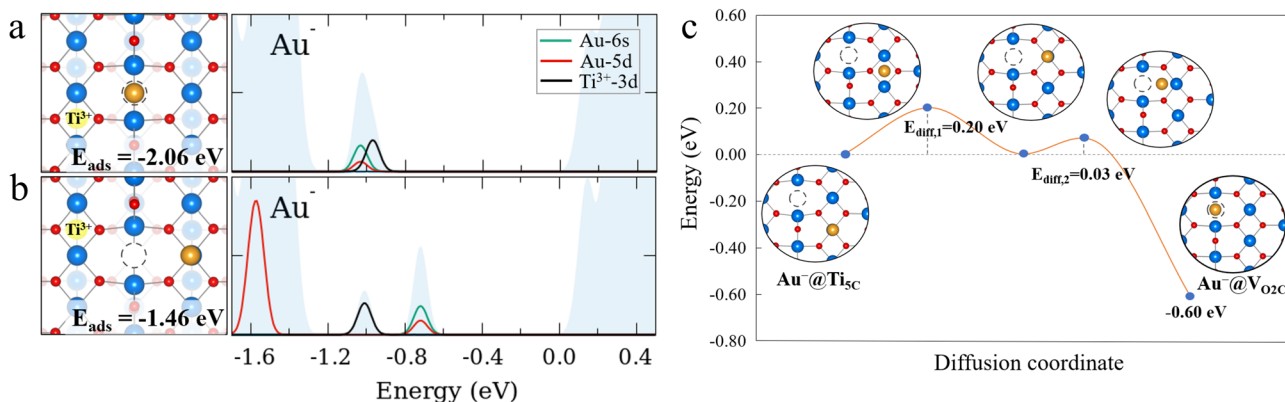 a
Ti³⁺
E_ads = -2.06 eV
Au⁻
Au-6s
Au-5d
Ti³⁺-3d
b
Ti³⁺
E_ads = -1.46 eV
Au⁻
-1.6 -1.2 -0.8 -0.4 0.0 0.4
Energy (eV)
c
Energy (eV)
0.60
0.40
0.20
0.00
-0.20
-0.40
-0.60
-0.80
E_diff,1=0.20 eV
E_diff,2=0.03 eV
Au⁻@Ti_5C
Au⁻@V_O2C
-0.60 eV
Diffusion coordinate